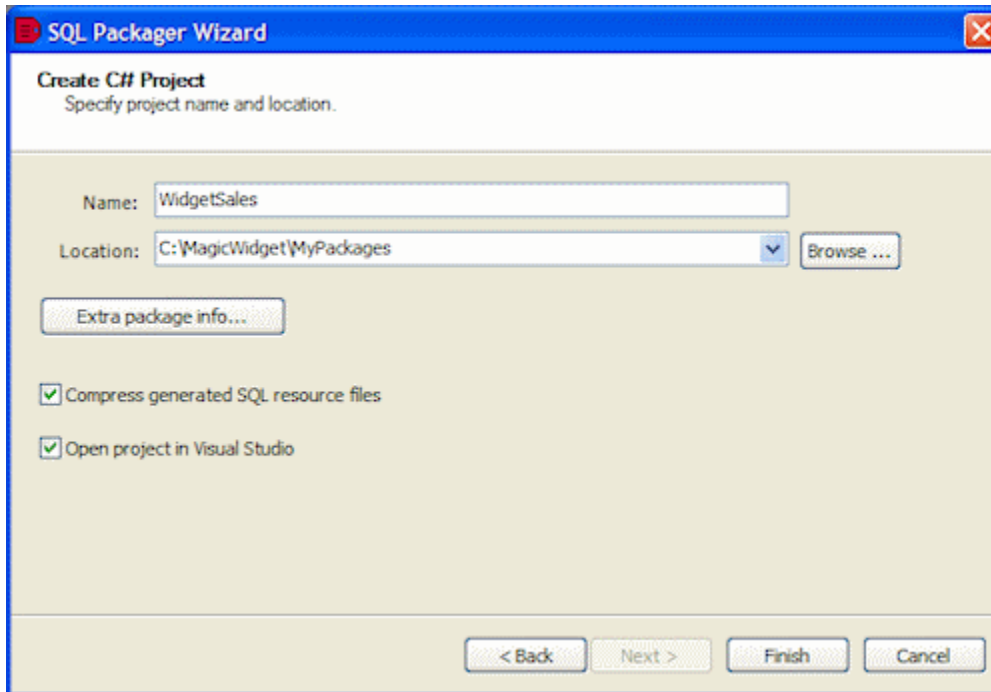 SQL Packager Wizard
Create C# Project
Specify project name and location.
Name: WidgetSales
Location: C:\MagicWidget\MyPackages Browse ...
Extra package info...
Compress generated SQL resource files
Open project in Visual Studio
< Back Next > Finish Cancel